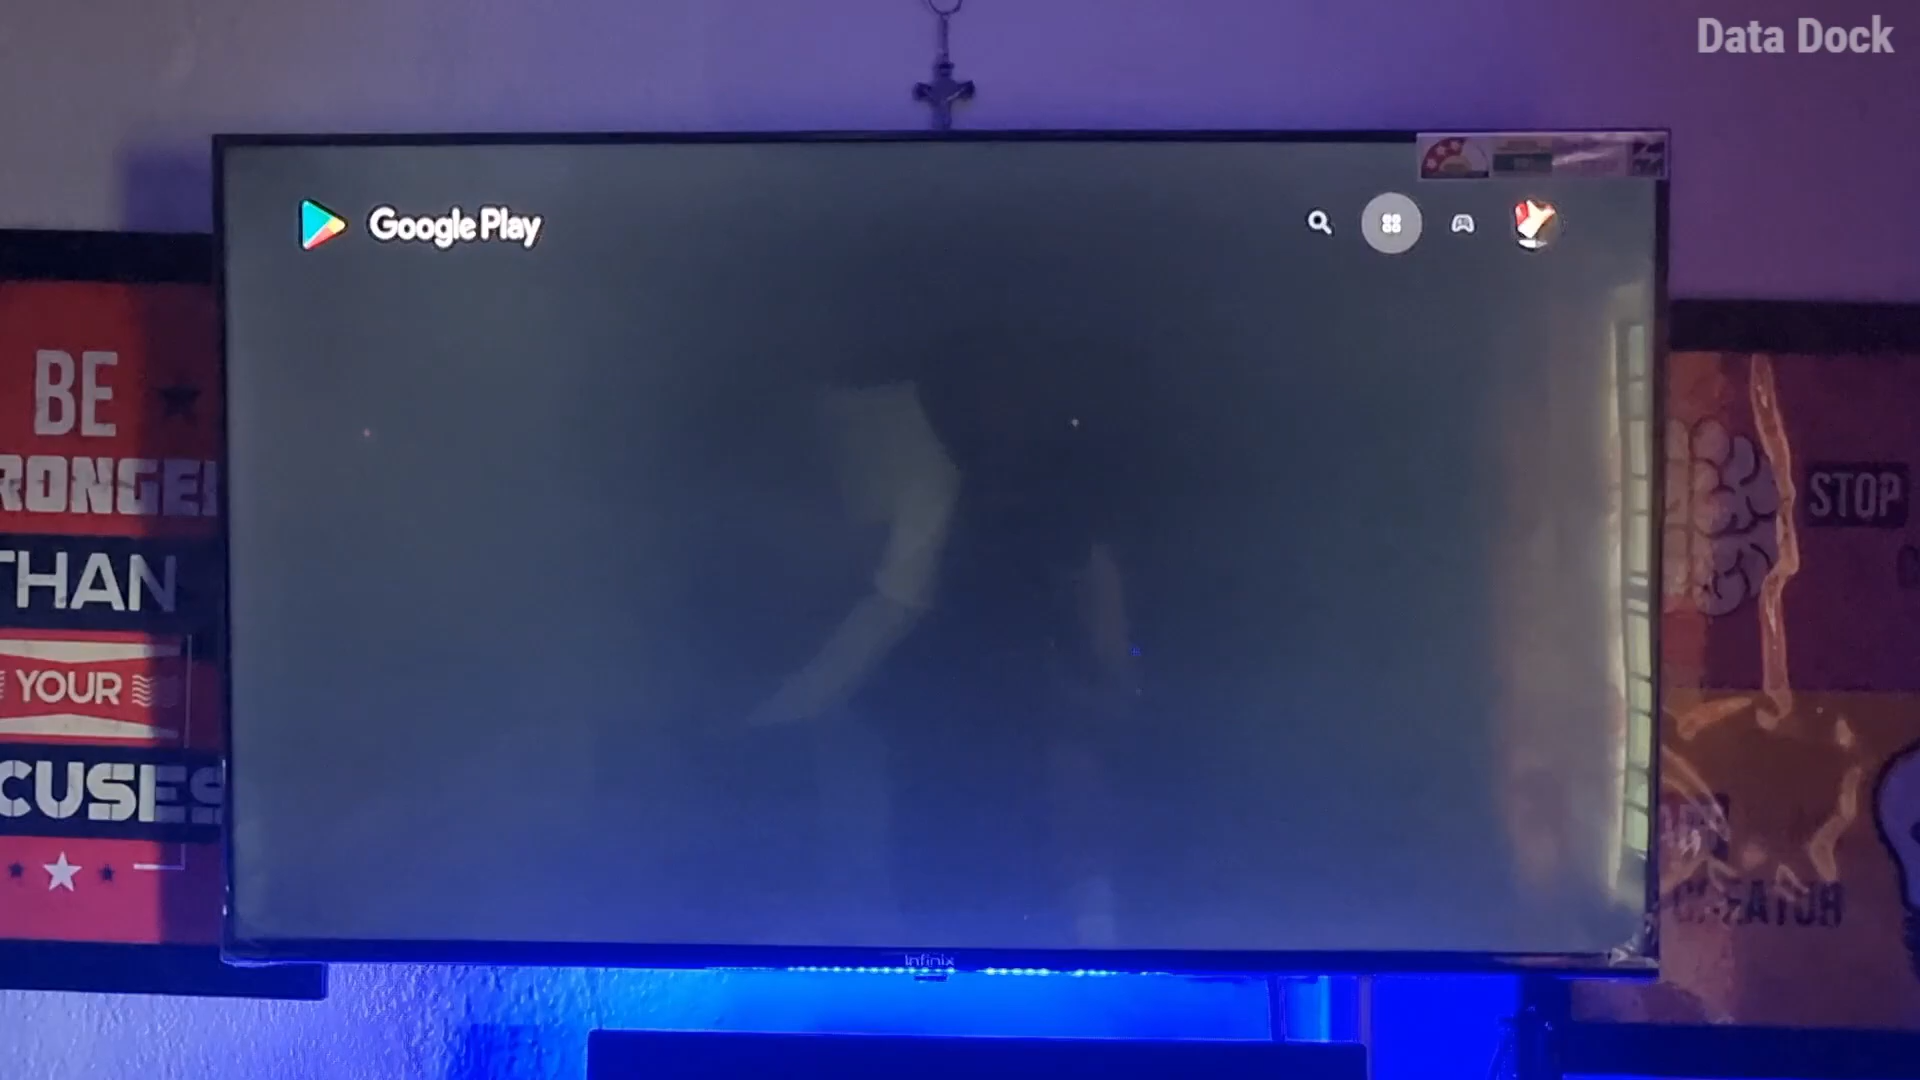 Data Dock
Google Play
BE
RONGE
THAN
YOUR
CUSES
STOP
Infinix